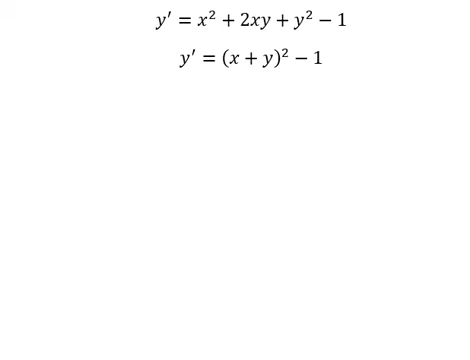 y′ = x² + 2xy + y² − 1
y′ = (x + y)² − 1